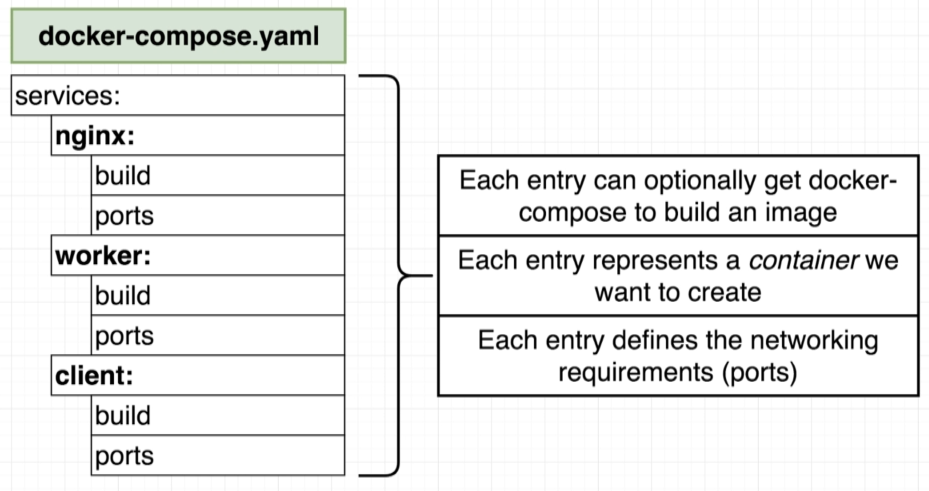 docker-compose.yaml
services:
nginx:
build
ports
worker:
build
ports
client:
build
ports
Each entry can optionally get docker-
compose to build an image
Each entry represents a container we
want to create
Each entry defines the networking
requirements (ports)